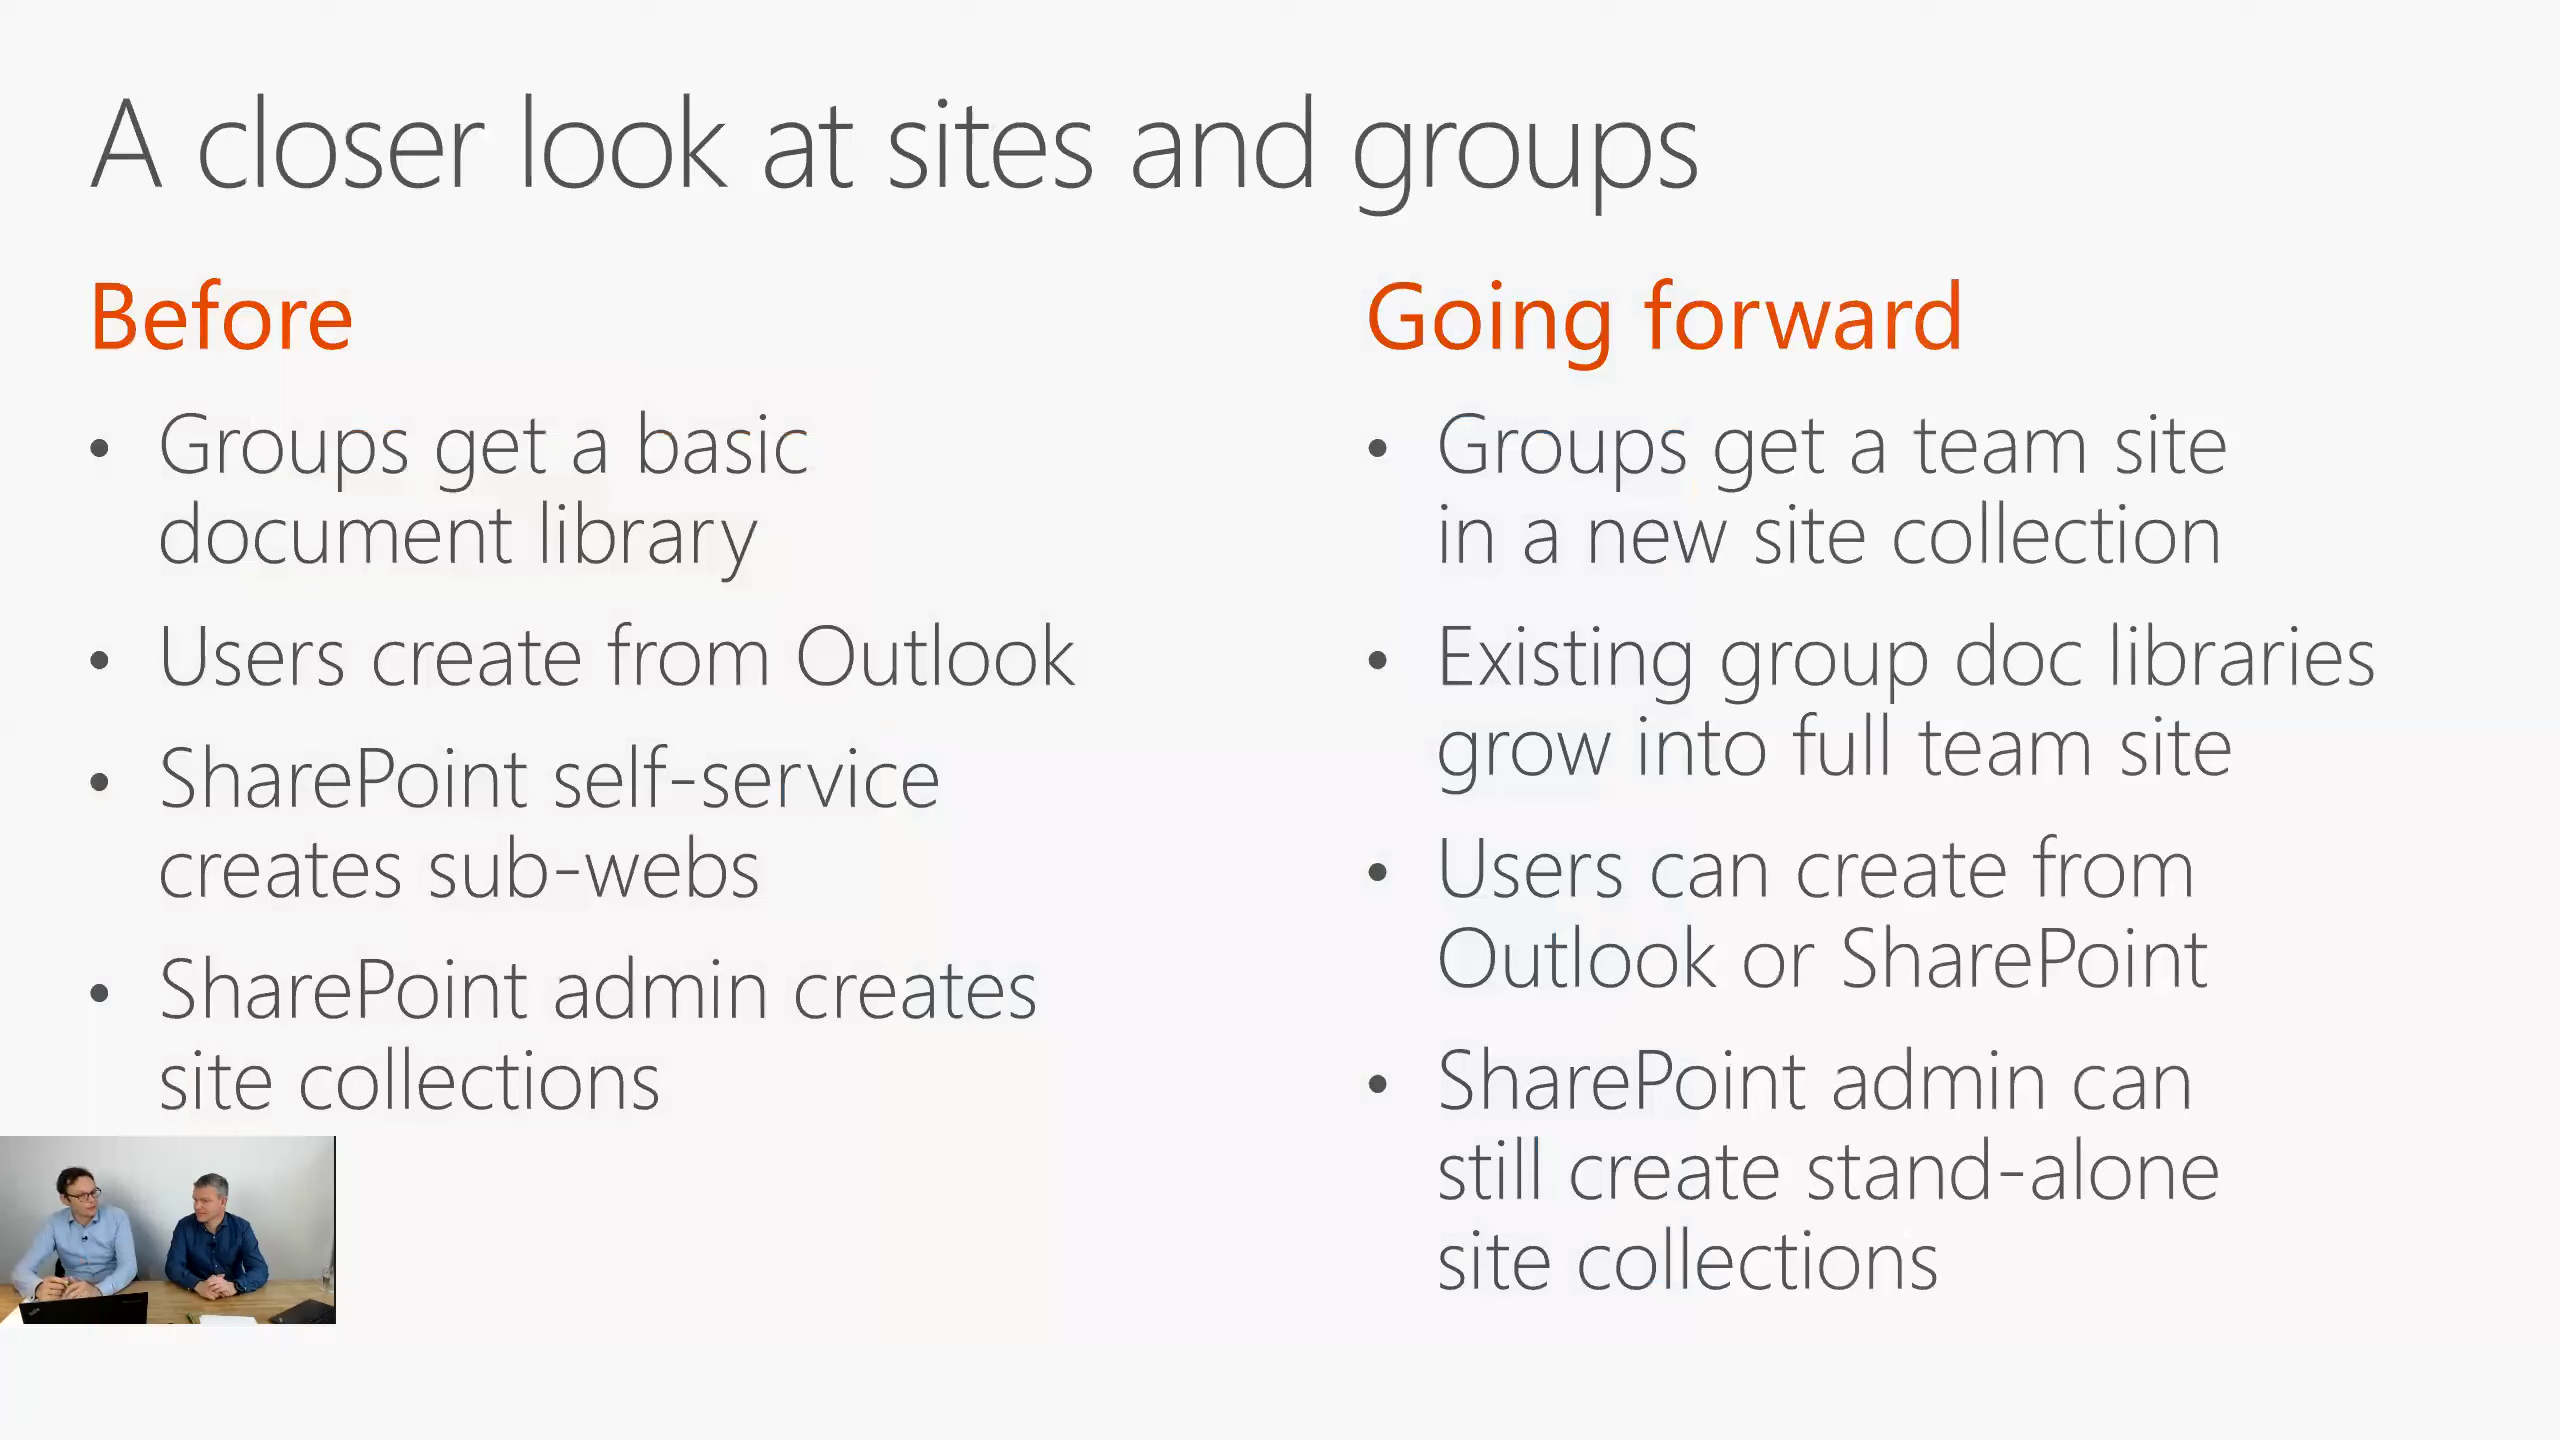 A closer look at sites and groups
Before
• Groups get a basic
document library
• Users create from Outlook
• SharePoint self-service
creates sub-webs
• SharePoint admin creates
site collections
Going forward
• Groups get a team site
in a new site collection
• Existing group doc libraries
grow into full team site
• Users can create from
Outlook or SharePoint
• SharePoint admin can
still create stand-alone
site collections